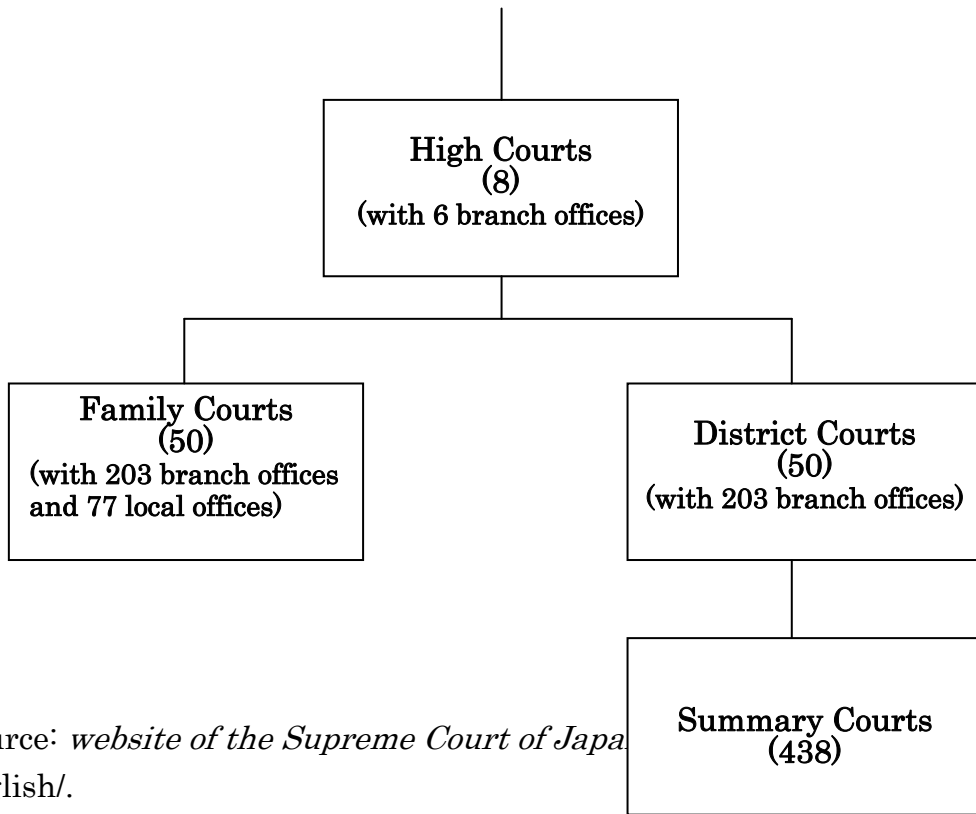 High Courts
(8)
(with 6 branch offices)
Family Courts
(50)
(with 203 branch offices
and 77 local offices)
District Courts
(50)
(with 203 branch offices)
Summary Courts
(438)
website of the Supreme Court of